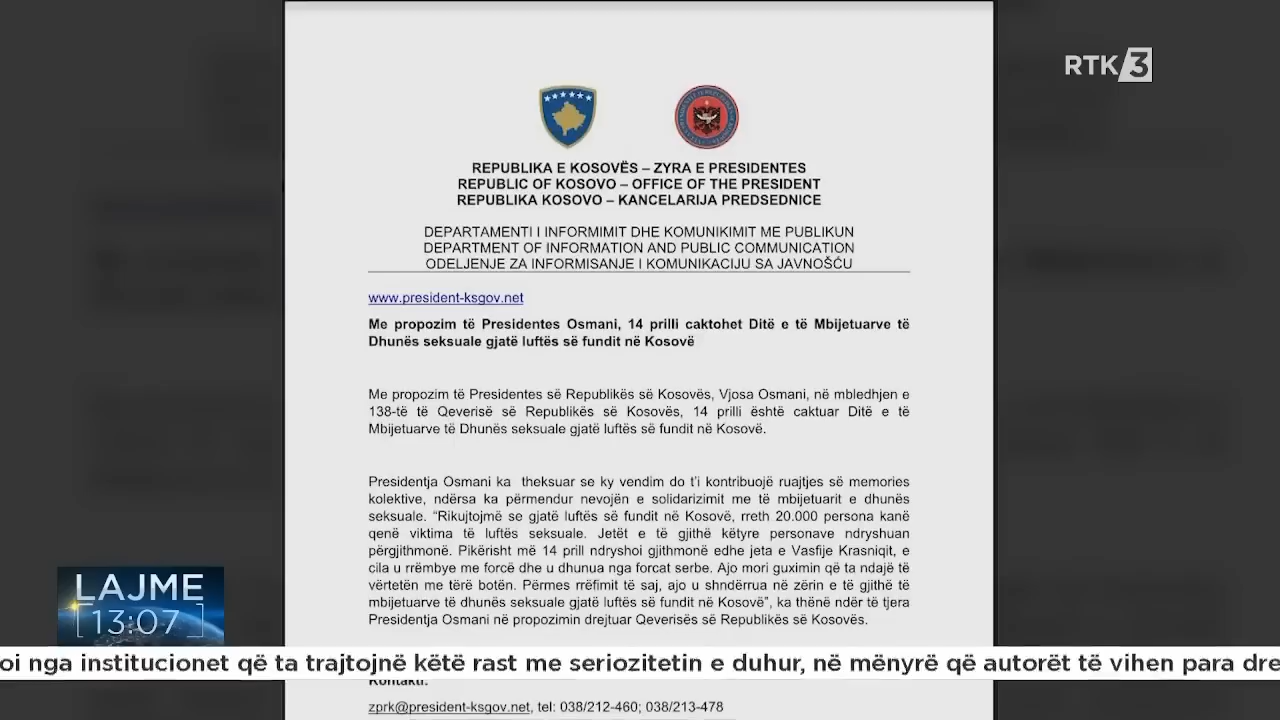 RTK 3
REPUBLIKA E KOSOVËS – ZYRA E PRESIDENTES
REPUBLIC OF KOSOVO – OFFICE OF THE PRESIDENT
REPUBLIKA KOSOVO – KANCELARIJA PREDSEDNICE
DEPARTAMENTI I INFORMIMIT DHE KOMUNIKIMIT ME PUBLIKUN
DEPARTMENT OF INFORMATION AND PUBLIC COMMUNICATION
ODELJENJE ZA INFORMISANJE I KOMUNIKACIJU SA JAVNOŠĆU
www.president-ksgov.net
Me propozim të Presidentes Osmani, 14 prilli caktohet Ditë e të Mbijetuarve të
Dhunës seksuale gjatë luftës së fundit në Kosovë
Me propozim të Presidentes së Republikës së Kosovës, Vjosa Osmani, në mbledhjen e
138-të të Qeverisë së Republikës së Kosovës, 14 prilli është caktuar Ditë e të
Mbijetuarve të Dhunës seksuale gjatë luftës së fundit në Kosovë.
Presidentja Osmani ka theksuar se ky vendim do t’i kontribuojë ruajtjes së memories
kolektive, ndërsa ka përmendur nevojën e solidarizimit me të mbijetuarit e dhunës
seksuale. “Rikujtojmë se gjatë luftës së fundit në Kosovë, rreth 20.000 persona kanë
qenë viktima të luftës seksuale. Jetët e të gjithë këtyre personave ndryshuan
përgjithmonë. Pikërisht më 14 prill ndryshoi gjithmonë edhe jeta e Vasfije Krasniqit, e
cila u rrëmbye me forcë dhe u dhunua nga forcat serbe. Ajo mori guximin që ta ndajë të
vërtetën me tërë botën. Përmes rrëfimit të saj, ajo u shndërrua në zërin e të gjithë të
mbijetuarve të dhunës seksuale gjatë luftës së fundit në Kosovë”, ka thënë ndër të tjera
Presidentja Osmani në propozimin drejtuar Qeverisës së Republikës së Kosovës.
LAJME
13:07
oi nga institucionet që ta trajtojnë këtë rast me seriozitetin e duhur, në mënyrë që autorët të vihen para dre
Kontakti:
zprk@president-ksgov.net, tel: 038/212-460; 038/213-478